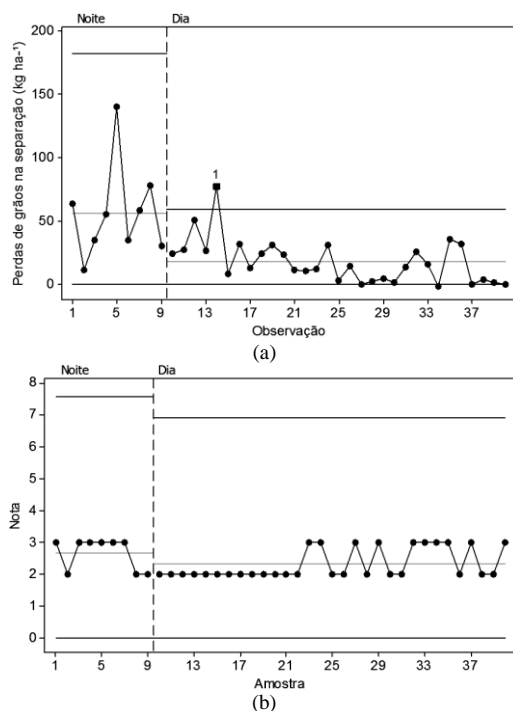 Noite Dia
Perdas de grãos na separação (kg ha-¹)
200
150
100
50
0
1
1 5 9 13 17 21 25 29 33 37
Observação
(a)
Noite Dia
Nota
8
7
6
5
4
3
2
1
0
1 5 9 13 17 21 25 29 33 37
Amostra
(b)